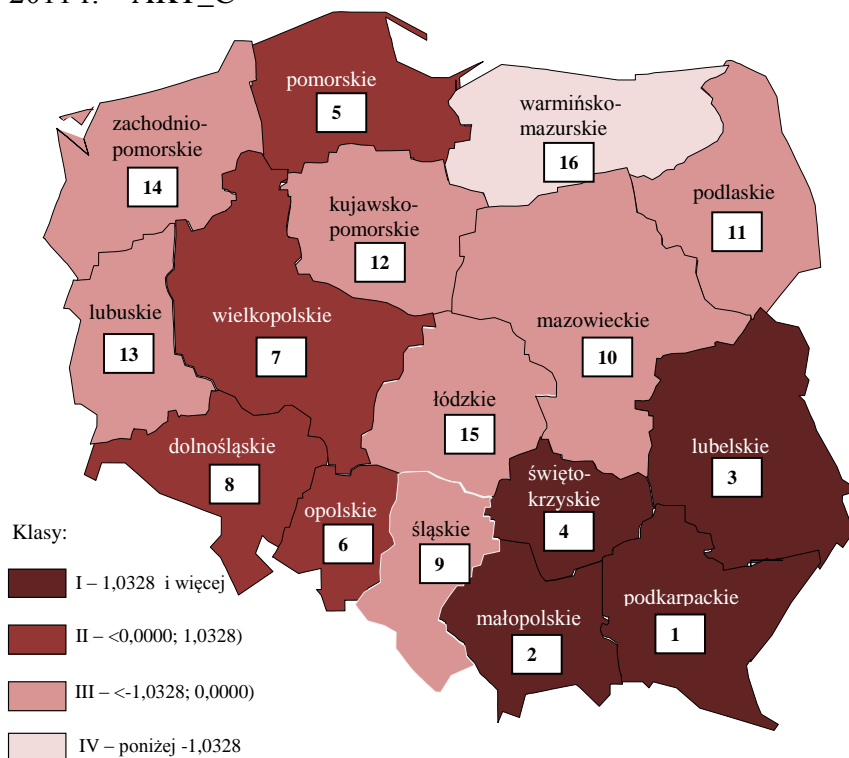 2011 r. – AKT_C
pomorskie
5
warmińsko-
mazurskie
16
zachodnio-
pomorskie
14
podlaskie
11
kujawsko-
pomorskie
12
lubuskie
13
wielkopolskie
7
mazowieckie
10
łódzkie
15
dolnośląskie
8
lubelskie
3
święto-
krzyskie
4
opolskie
6
śląskie
9
małopolskie
2
podkarpackie
1
Klasy:
I – 1,0328 i więcej
II – <0,0000; 1,0328)
III – <-1,0328; 0,0000)
IV – poniżej -1,0328